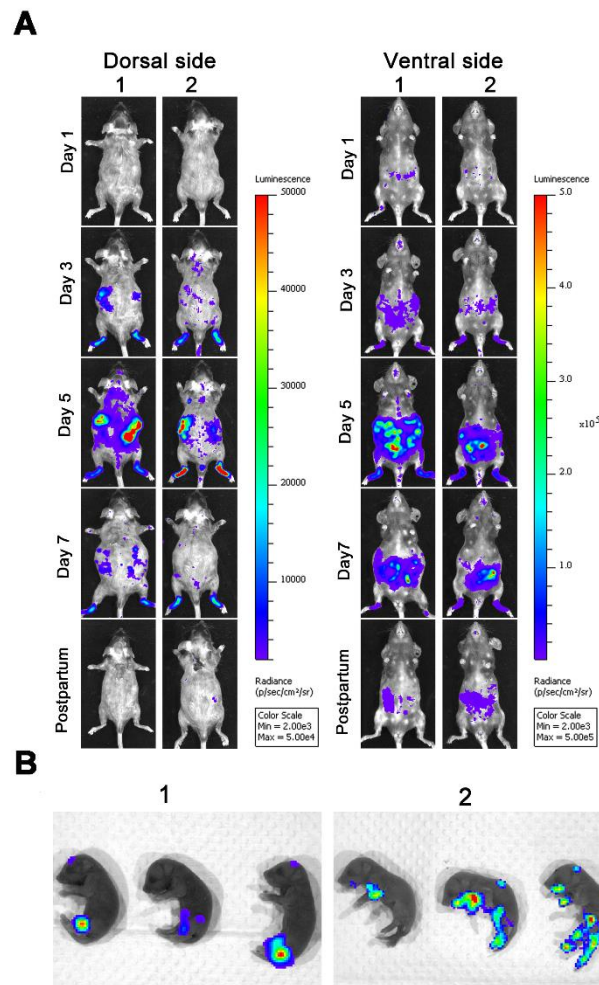 A
Dorsal side
1 2
Ventral side
1 2
Day 1
Day 3
Day 5
Day 7
Postpartum
Luminescence
50000
40000
30000
20000
10000
Radiance
(p/sec/cm²/sr)
Color Scale
Min = 2.00e3
Max = 5.00e4
Day 1
Day 3
Day 5
Day7
Postpartum
Luminescence
5.0
4.0
3.0
x10⁵
2.0
1.0
Radiance
(p/sec/cm²/sr)
Color Scale
Min = 2.00e3
Max = 5.00e5
B
1 2